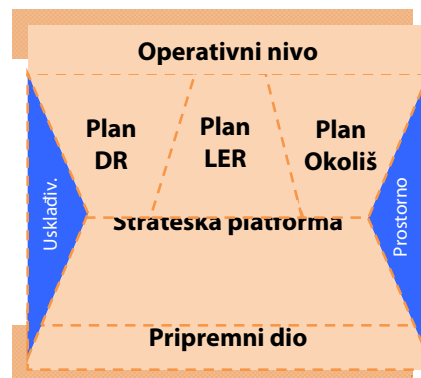 Operativni nivo
Plan
DR
Plan
LER
Plan
Okoliš
Usklađiv.
Prostorno
Strateška platforma
Pripremni dio